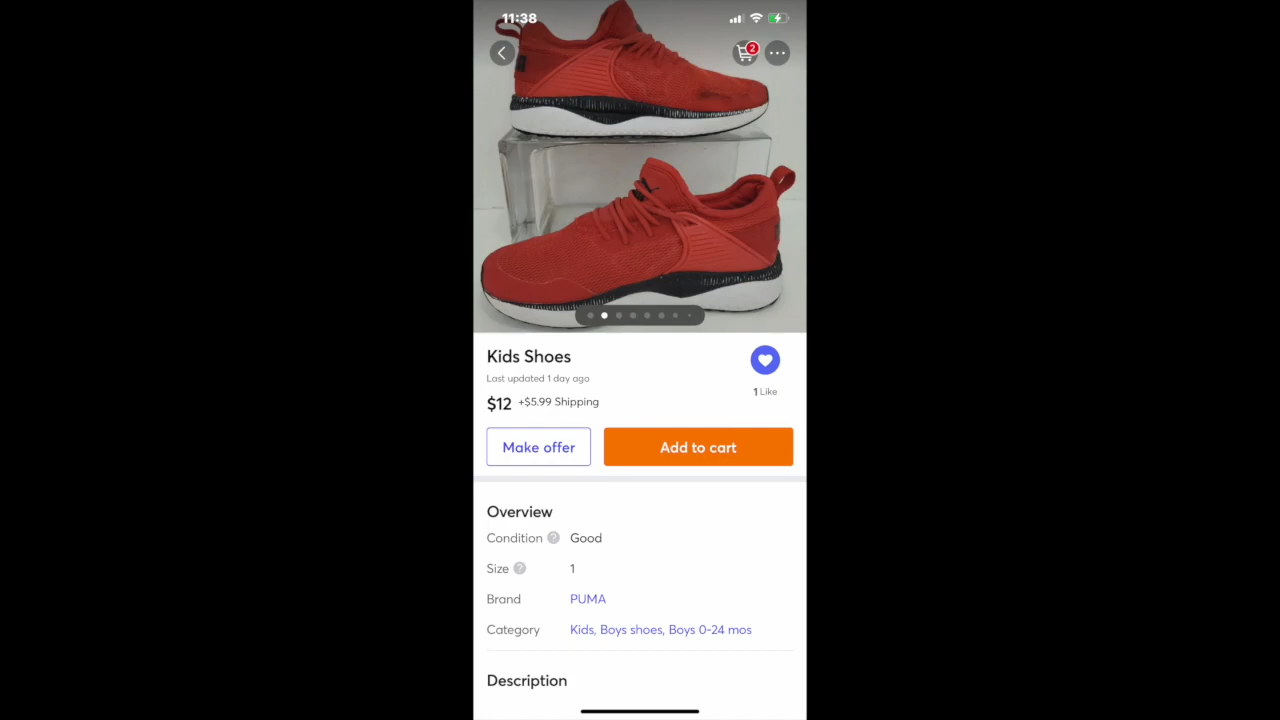 11:38
2
Kids Shoes
Last updated 1 day ago
1 Like
$12 +$5.99 Shipping
Make offer
Add to cart
Overview
Condition ? Good
Size ? 1
Brand PUMA
Category Kids, Boys shoes, Boys 0-24 mos
Description